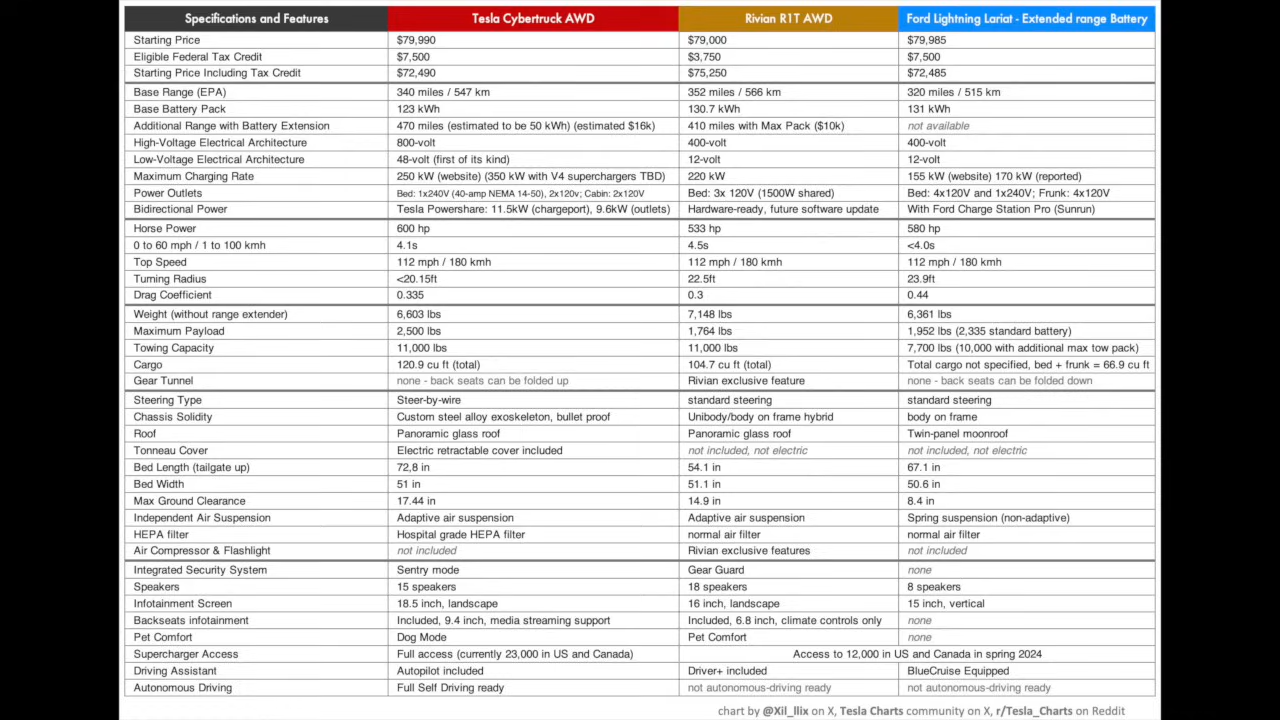 Specifications and Features Tesla Cybertruck AWD Rivian R1T AWD Ford Lightning Lariat - Extended range Battery
Starting Price $79,990 $79,000 $79,985
Eligible Federal Tax Credit $7,500 $3,750 $7,500
Starting Price Including Tax Credit $72,490 $75,250 $72,485
Base Range (EPA) 340 miles / 547 km 352 miles / 566 km 320 miles / 515 km
Base Battery Pack 123 kWh 130.7 kWh 131 kWh
Additional Range with Battery Extension 470 miles (estimated to be 50 kWh) (estimated $16k) 410 miles with Max Pack ($10k) not available
High-Voltage Electrical Architecture 800-volt 400-volt 400-volt
Low-Voltage Electrical Architecture 48-volt (first of its kind) 12-volt 12-volt
Maximum Charging Rate 250 kW (website) (350 kW with V4 superchargers TBD) 220 kW 155 kW (website) 170 kW (reported)
Power Outlets Bed: 1x240V (40-amp NEMA 14-50), 2x120v; Cabin: 2x120V Bed: 3x 120V (1500W shared) Bed: 4x120V and 1x240V; Frunk: 4x120V
Bidirectional Power Tesla Powershare: 11.5kW (chargeport), 9.6kW (outlets) Hardware-ready, future software update With Ford Charge Station Pro (Sunrun)
Horse Power 600 hp 533 hp 580 hp
0 to 60 mph / 1 to 100 kmh 4.1s 4.5s <4.0s
Top Speed 112 mph / 180 kmh 112 mph / 180 kmh 112 mph / 180 kmh
Turning Radius <20.15ft 22.5ft 23.9ft
Drag Coefficient 0.335 0.3 0.44
Weight (without range extender) 6,603 lbs 7,148 lbs 6,361 lbs
Maximum Payload 2,500 lbs 1,764 lbs 1,952 lbs (2,335 standard battery)
Towing Capacity 11,000 lbs 11,000 lbs 7,700 lbs (10,000 with additional max tow pack)
Cargo 120.9 cu ft (total) 104.7 cu ft (total) Total cargo not specified, bed + frunk = 66.9 cu ft
Gear Tunnel none - back seats can be folded up Rivian exclusive feature none - back seats can be folded down
Steering Type Steer-by-wire standard steering standard steering
Chassis Solidity Custom steel alloy exoskeleton, bullet proof Unibody/body on frame hybrid body on frame
Roof Panoramic glass roof Panoramic glass roof Twin-panel moonroof
Tonneau Cover Electric retractable cover included not included, not electric not included, not electric
Bed Length (tailgate up) 72,8 in 54.1 in 67.1 in
Bed Width 51 in 51.1 in 50.6 in
Max Ground Clearance 17.44 in 14.9 in 8.4 in
Independent Air Suspension Adaptive air suspension Adaptive air suspension Spring suspension (non-adaptive)
HEPA filter Hospital grade HEPA filter normal air filter normal air filter
Air Compressor & Flashlight not included Rivian exclusive features not included
Integrated Security System Sentry mode Gear Guard none
Speakers 15 speakers 18 speakers 8 speakers
Infotainment Screen 18.5 inch, landscape 16 inch, landscape 15 inch, vertical
Backseats infotainment Included, 9.4 inch, media streaming support Included, 6.8 inch, climate controls only none
Pet Comfort Dog Mode Pet Comfort none
Supercharger Access Full access (currently 23,000 in US and Canada) Access to 12,000 in US and Canada in spring 2024
Driving Assistant Autopilot included Driver+ included BlueCruise Equipped
Autonomous Driving Full Self Driving ready not autonomous-driving ready not autonomous-driving ready
chart by @Xil_llix on X, Tesla Charts community on X, r/Tesla_Charts on Reddit